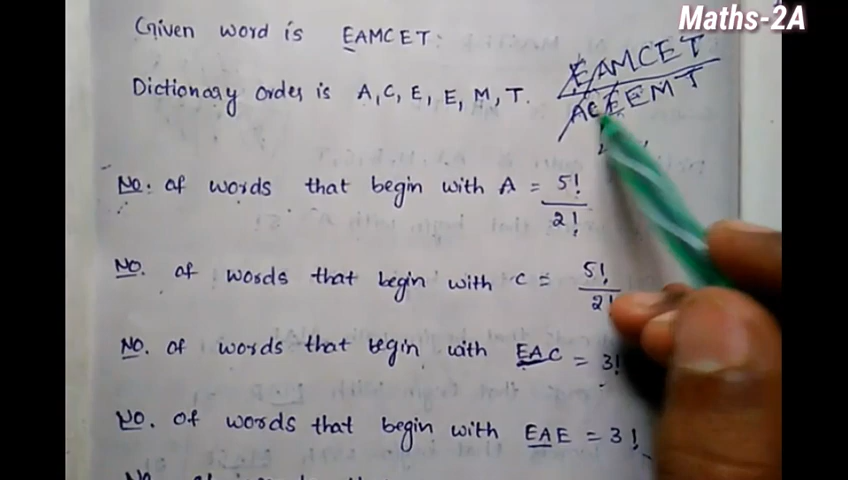 Maths-2A
Given word is EAMCET:
EAMCET
Dictionary order is A, C, E, E, M, T.
ACEEMT
No. of words that begin with A = 5!/2!
No. of words that begin with C = 5!/2!
No. of words that begin with EAC = 3!
No. of words that begin with EAE = 3!
No. of